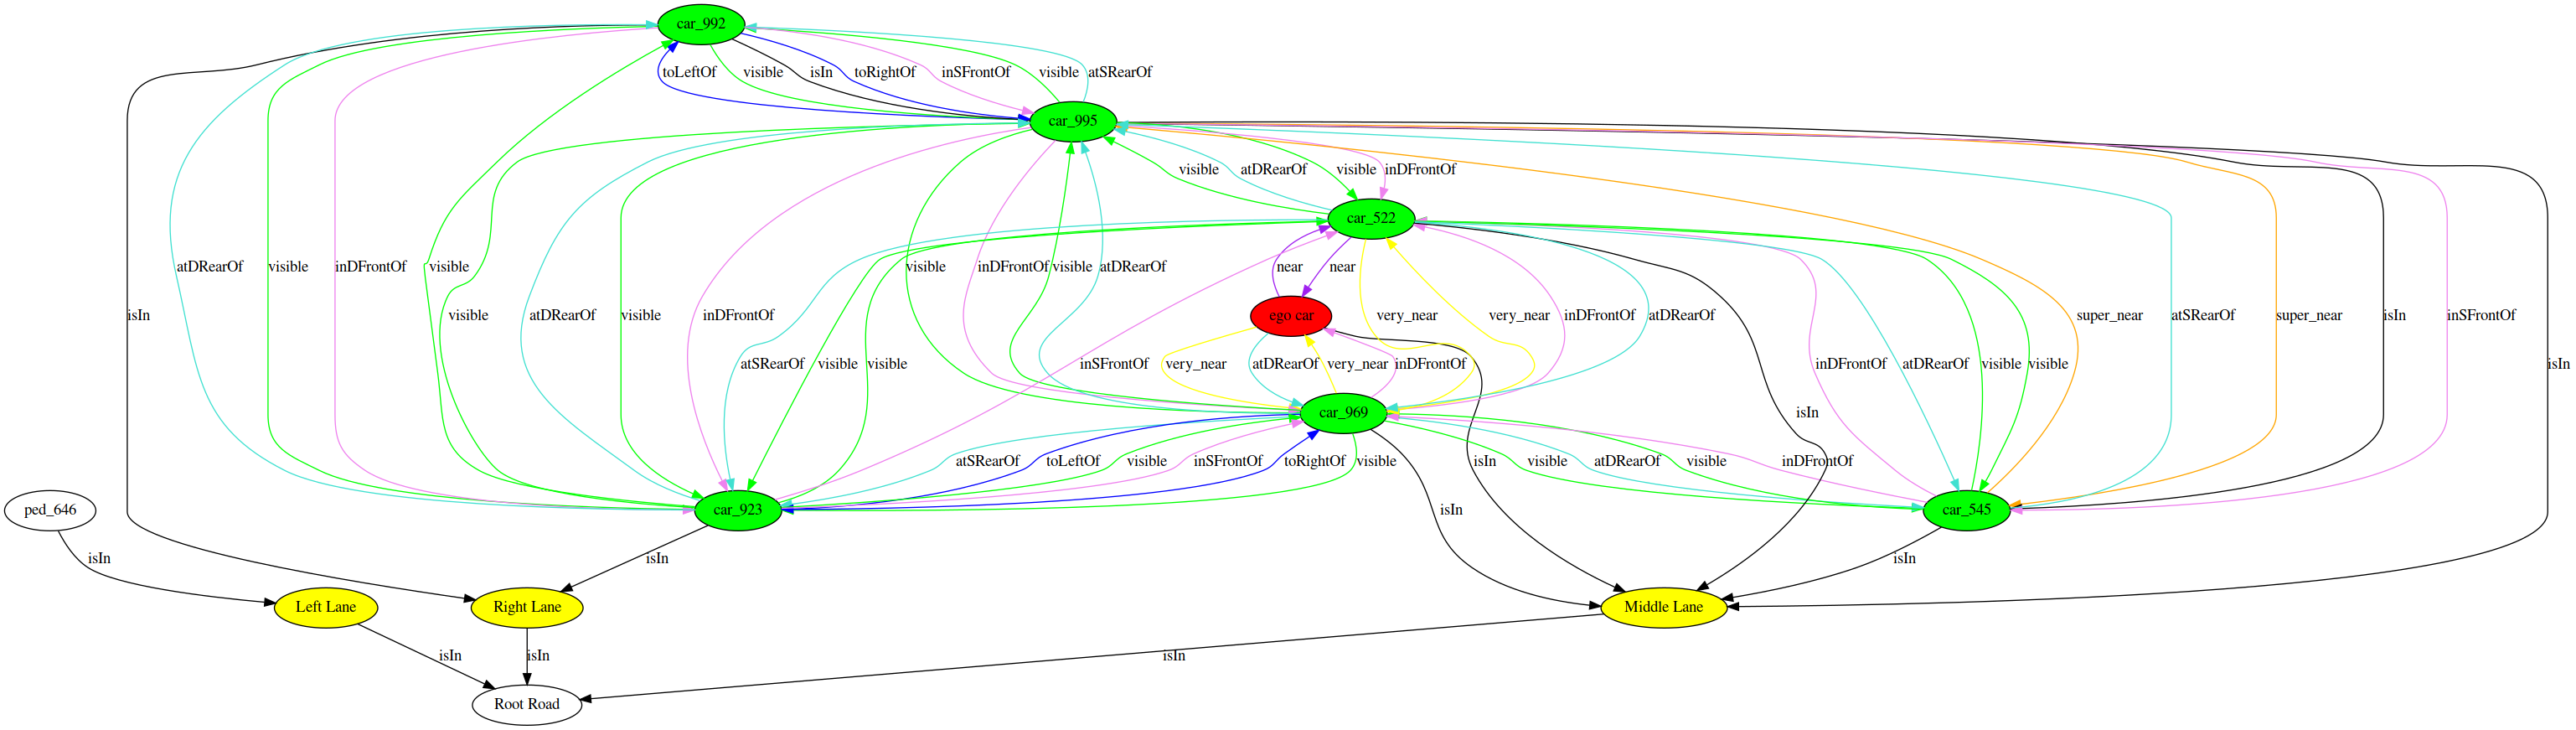 car_992
toLeftOf visible isIn toRightOf inSFrontOf visible atSRearOf
car_995
visible atDRearOf visible inDFrontOf
car_522
atDRearOf visible inDFrontOf visible visible inDFrontOf visible atDRearOf near near
isIn visible atDRearOf visible inDFrontOf ego car very_near very_near inDFrontOf atDRearOf super_near atSRearOf super_near isIn inSFrontOf
atSRearOf visible visible inSFrontOf very_near atDRearOf very_near inDFrontOf inDFrontOf atDRearOf visible visible isIn
car_969 isIn
atSRearOf toLeftOf visible inSFrontOf toRightOf visible isIn visible atDRearOf visible inDFrontOf
ped_646 car_923 isIn car_545
isIn isIn isIn
Left Lane Right Lane Middle Lane
isIn isIn isIn
Root Road